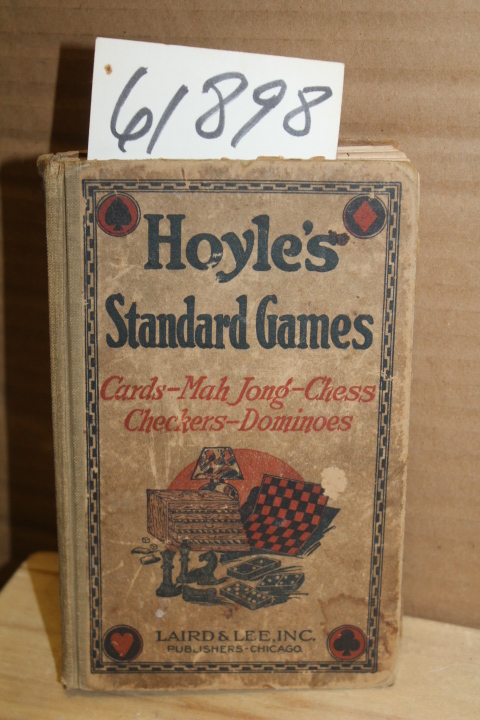 61898
Hoyle's
Standard Games
Cards-Mah Jong-Chess
Checkers-Dominoes
LAIRD & LEE, INC.
PUBLISHERS-CHICAGO